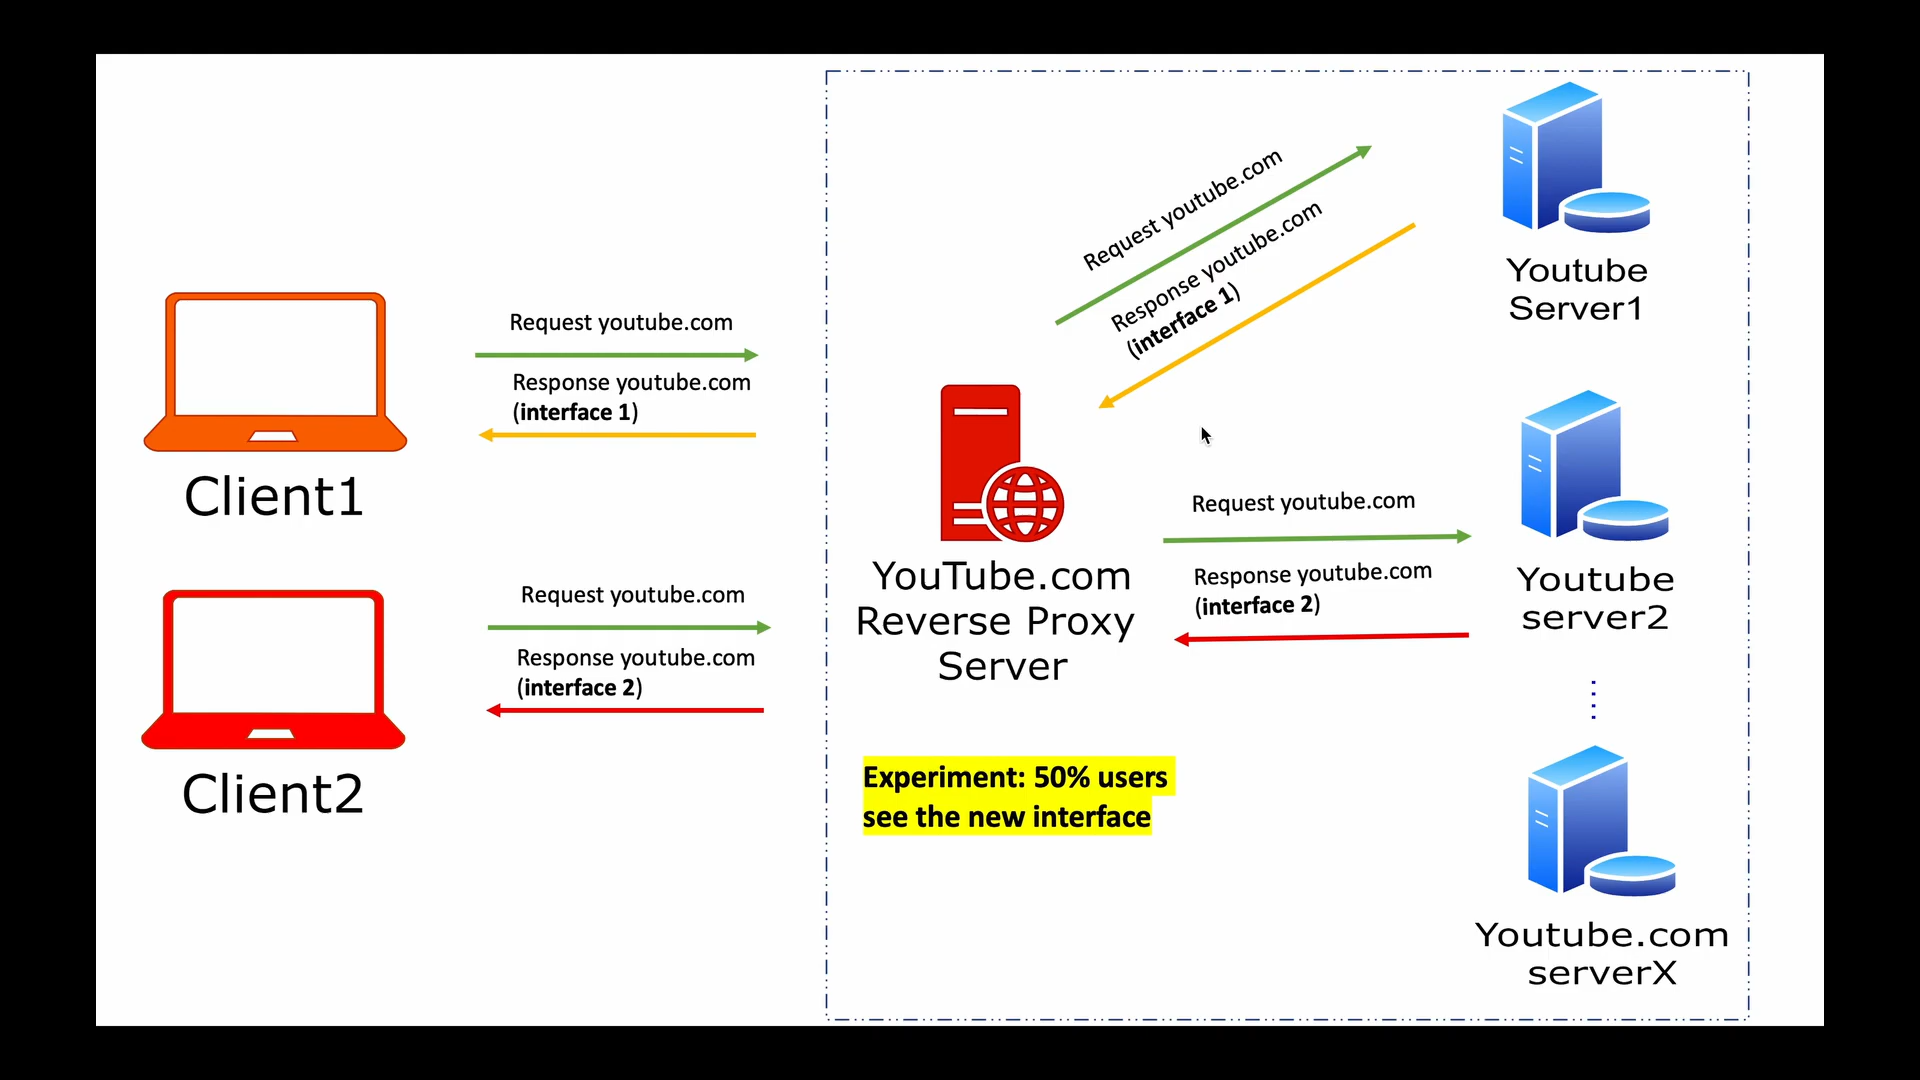 Request youtube.com
Response youtube.com
(interface 1)
Client1
Request youtube.com
Response youtube.com
(interface 2)
Client2
Request youtube.com
Response youtube.com
(interface 1)
YouTube.com
Reverse Proxy
Server
Request youtube.com
Response youtube.com
(interface 2)
Experiment: 50% users
see the new interface
Youtube
Server1
Youtube
server2
Youtube.com
serverX